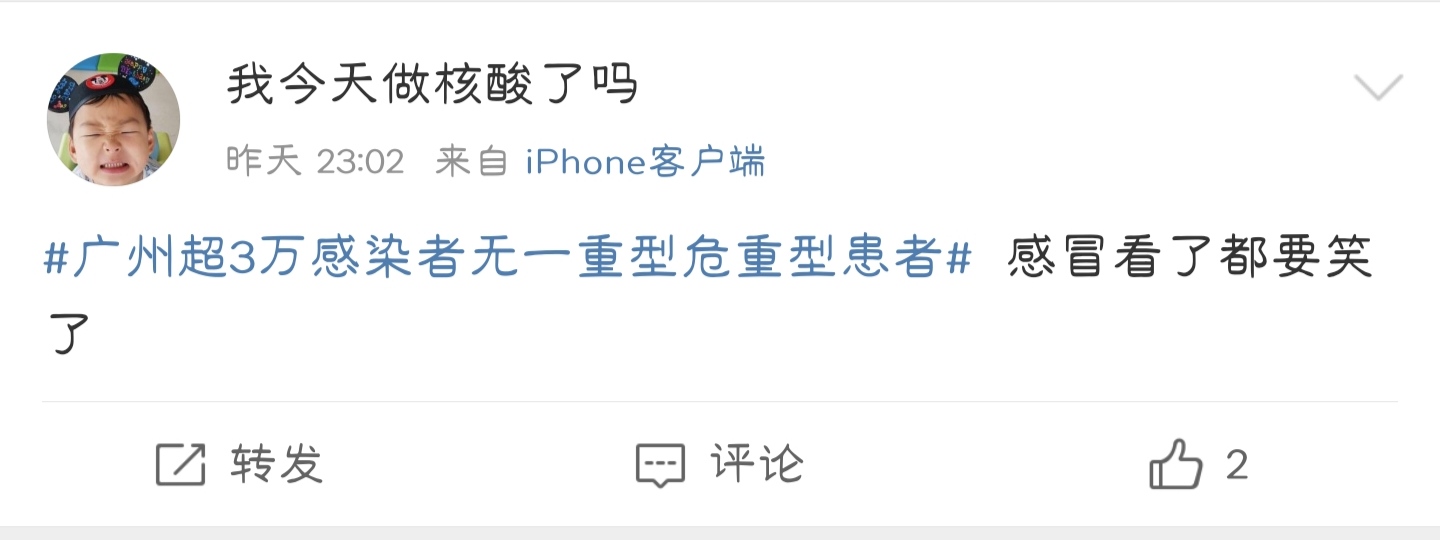 我今天做核酸了吗
昨天 23:02 来自 iPhone客户端
#广州超3万感染者无一重型危重型患者# 感冒看了都要笑
了
转发 评论 2